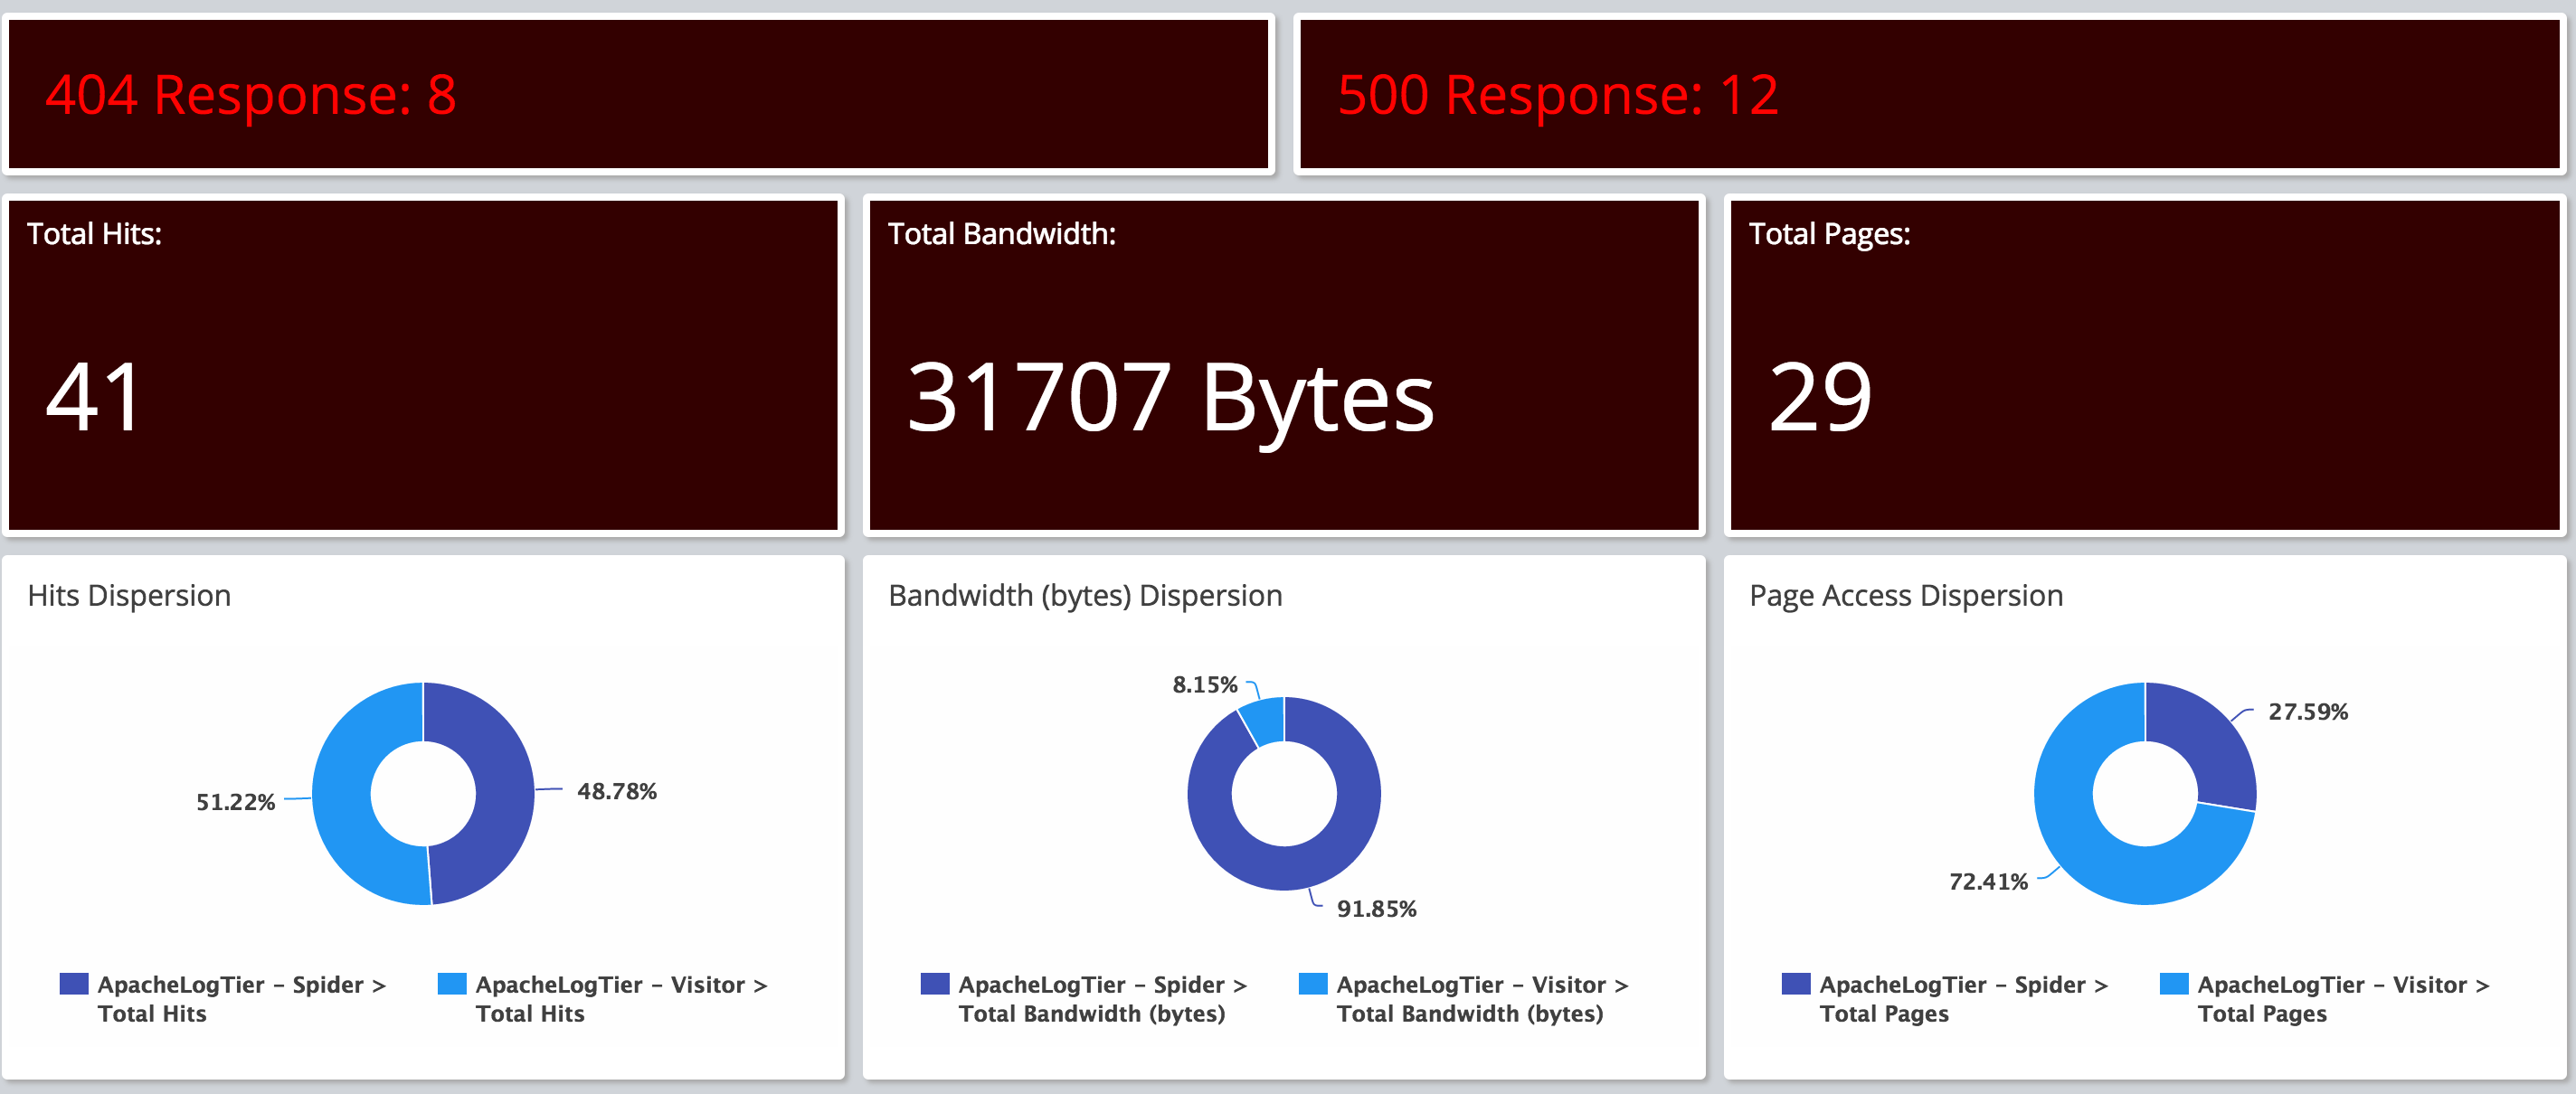 404 Response: 8
500 Response: 12
Total Hits:
41
Total Bandwidth:
31707 Bytes
Total Pages:
29
Hits Dispersion
51.22%
48.78%
ApacheLogTier - Spider >
Total Hits
ApacheLogTier - Visitor >
Total Hits
Bandwidth (bytes) Dispersion
8.15%
91.85%
ApacheLogTier - Spider >
Total Bandwidth (bytes)
ApacheLogTier - Visitor >
Total Bandwidth (bytes)
Page Access Dispersion
27.59%
72.41%
ApacheLogTier - Spider >
Total Pages
ApacheLogTier - Visitor >
Total Pages